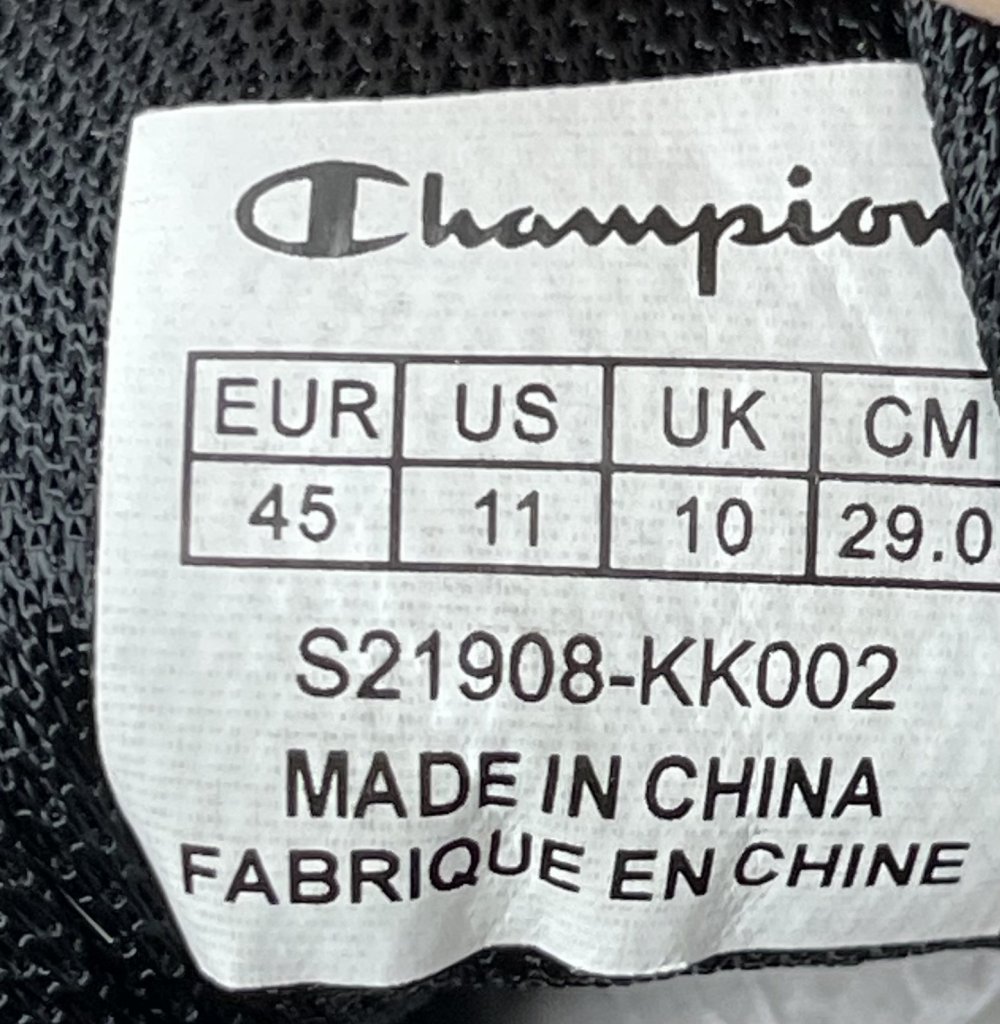 Champion
EUR US UK CM
45 11 10 29.0
S21908-KK002
MADE IN CHINA
FABRIQUE EN CHINE